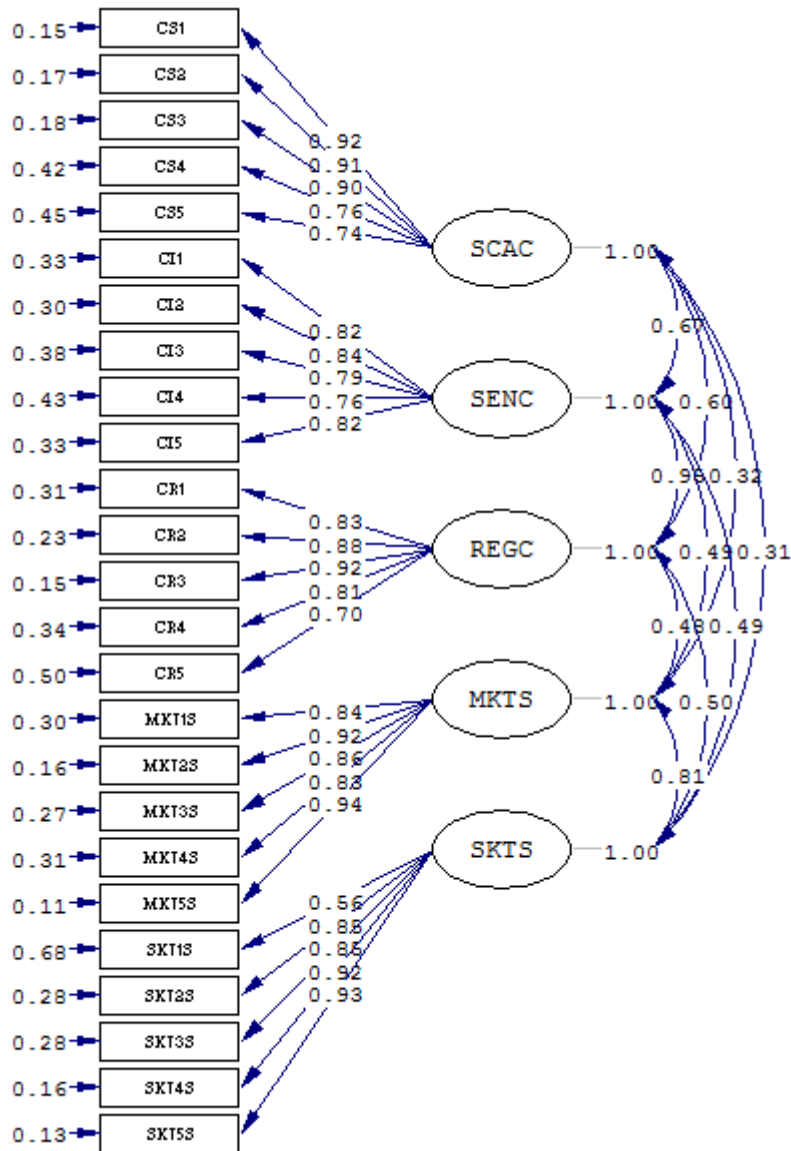 0.15 CS1
0.17 CS2
0.18 CS3
0.92
0.42 CS4 0.91
0.90
0.45 CS5 0.76
0.74
SCAC 1.00
0.33 CI1
0.30 CI2
0.67
0.82
0.38 CI3 0.84
0.79
0.43 CI4 0.76 SENC 1.00 0.60
0.82
0.33 CI5
0.32
0.31 CR1
0.83
0.23 CR2 0.88
REGC 1.00 0.49 0.31
0.92
0.15 CR3 0.81
0.70
0.34 CR4 0.48 0.49
0.50 CR5
MKTS 1.00 0.50
0.30 MKT1S 0.84
0.92
0.16 MKT2S 0.86
0.81
0.83
0.27 MKT3S 0.94
SKTS 1.00
0.31 MKT4S
0.11 MKT5S 0.56
0.85
0.68 SKT1S 0.85
0.92
0.28 SKT2S 0.93
0.28 SKT3S
0.16 SKT4S
0.13 SKT5S